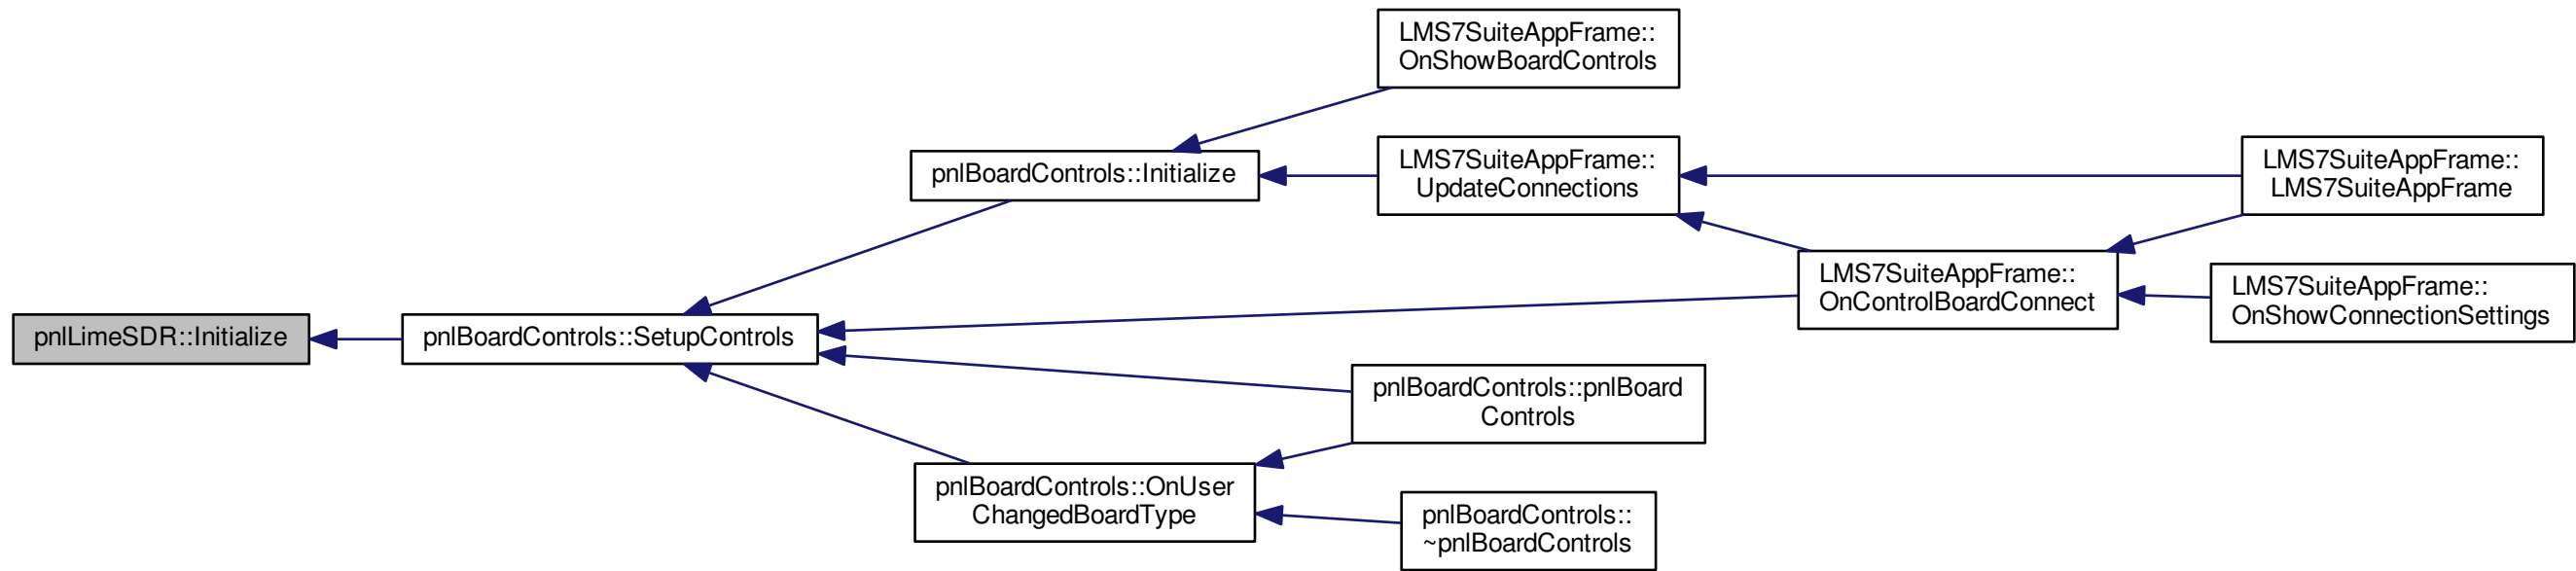 LMS7SuiteAppFrame::
OnShowBoardControls
LMS7SuiteAppFrame::
UpdateConnections
LMS7SuiteAppFrame::
LMS7SuiteAppFrame
pnlBoardControls::Initialize
LMS7SuiteAppFrame::
OnControlBoardConnect
LMS7SuiteAppFrame::
OnShowConnectionSettings
pnlLimeSDR::Initialize
pnlBoardControls::SetupControls
pnlBoardControls::pnlBoard
Controls
pnlBoardControls::OnUser
ChangedBoardType
pnlBoardControls::
~pnlBoardControls